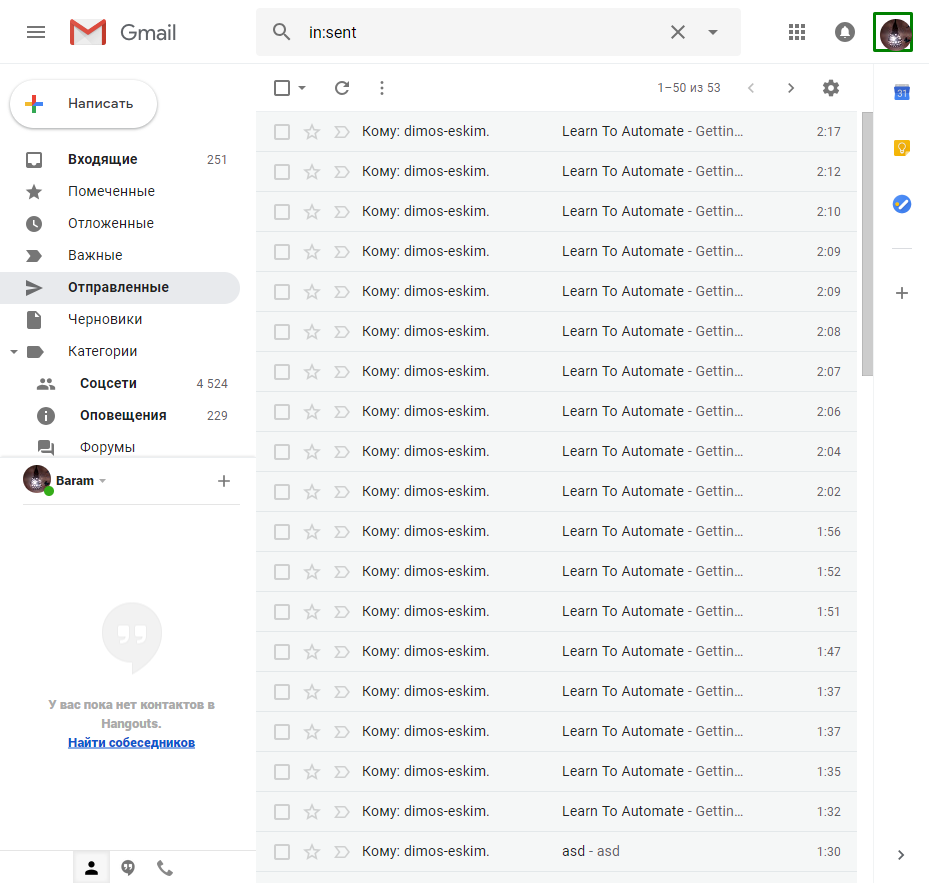 Gmail
in:sent
Написать
1–50 из 53
31
Входящие 251
Помеченные
Отложенные
Важные
Отправленные
Черновики
Категории
Соцсети 4 524
Оповещения 229
Форумы
Baram
У вас пока нет контактов в
Hangouts.
Найти собеседников
Кому: dimos-eskim. Learn To Automate - Gettin... 2:17
Кому: dimos-eskim. Learn To Automate - Gettin... 2:12
Кому: dimos-eskim. Learn To Automate - Gettin... 2:10
Кому: dimos-eskim. Learn To Automate - Gettin... 2:09
Кому: dimos-eskim. Learn To Automate - Gettin... 2:09
Кому: dimos-eskim. Learn To Automate - Gettin... 2:08
Кому: dimos-eskim. Learn To Automate - Gettin... 2:07
Кому: dimos-eskim. Learn To Automate - Gettin... 2:06
Кому: dimos-eskim. Learn To Automate - Gettin... 2:04
Кому: dimos-eskim. Learn To Automate - Gettin... 2:02
Кому: dimos-eskim. Learn To Automate - Gettin... 1:56
Кому: dimos-eskim. Learn To Automate - Gettin... 1:52
Кому: dimos-eskim. Learn To Automate - Gettin... 1:51
Кому: dimos-eskim. Learn To Automate - Gettin... 1:47
Кому: dimos-eskim. Learn To Automate - Gettin... 1:37
Кому: dimos-eskim. Learn To Automate - Gettin... 1:37
Кому: dimos-eskim. Learn To Automate - Gettin... 1:35
Кому: dimos-eskim. Learn To Automate - Gettin... 1:32
Кому: dimos-eskim. asd - asd 1:30